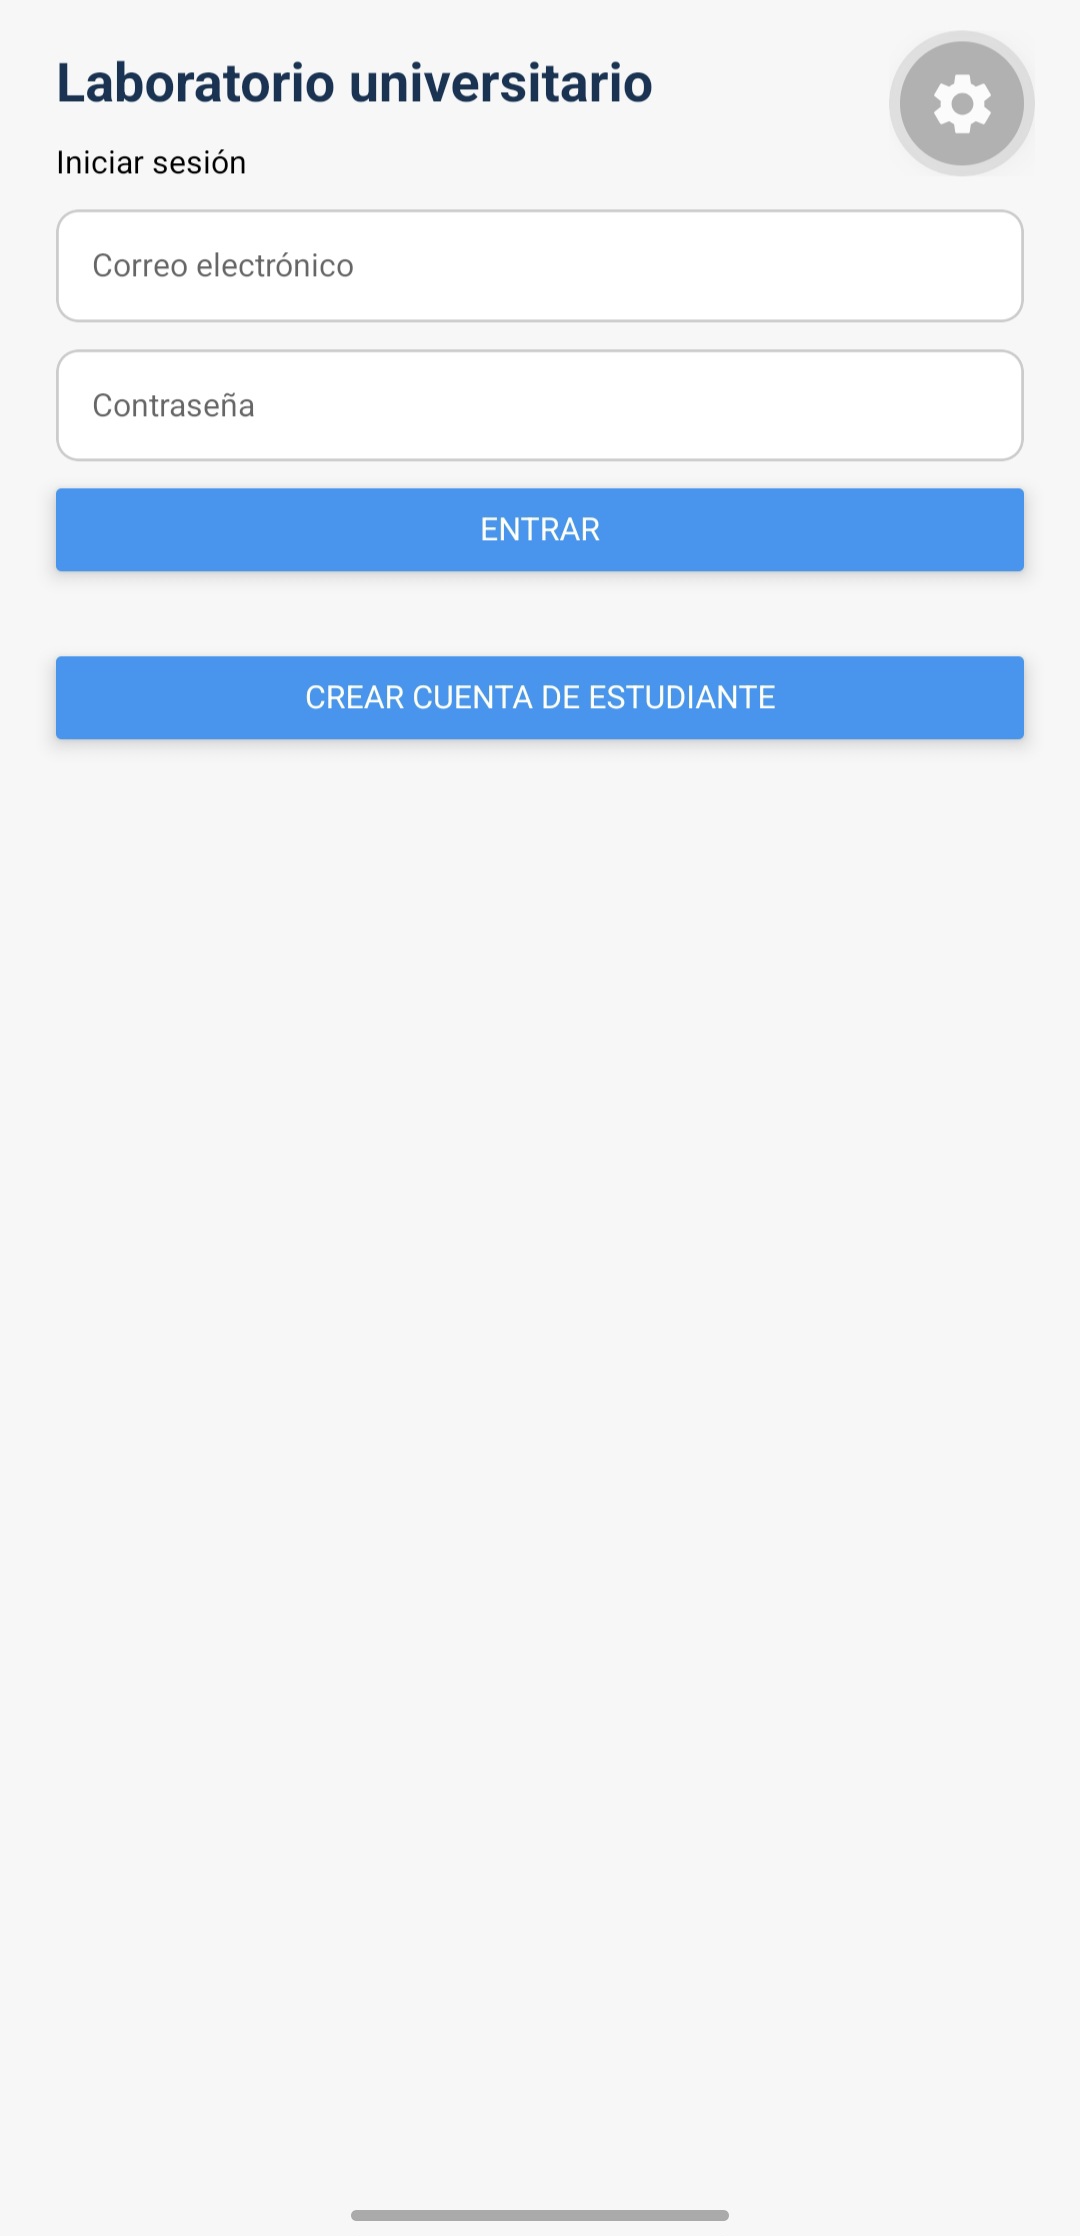 Laboratorio universitario
Iniciar sesión
Correo electrónico
Contraseña
ENTRAR
CREAR CUENTA DE ESTUDIANTE